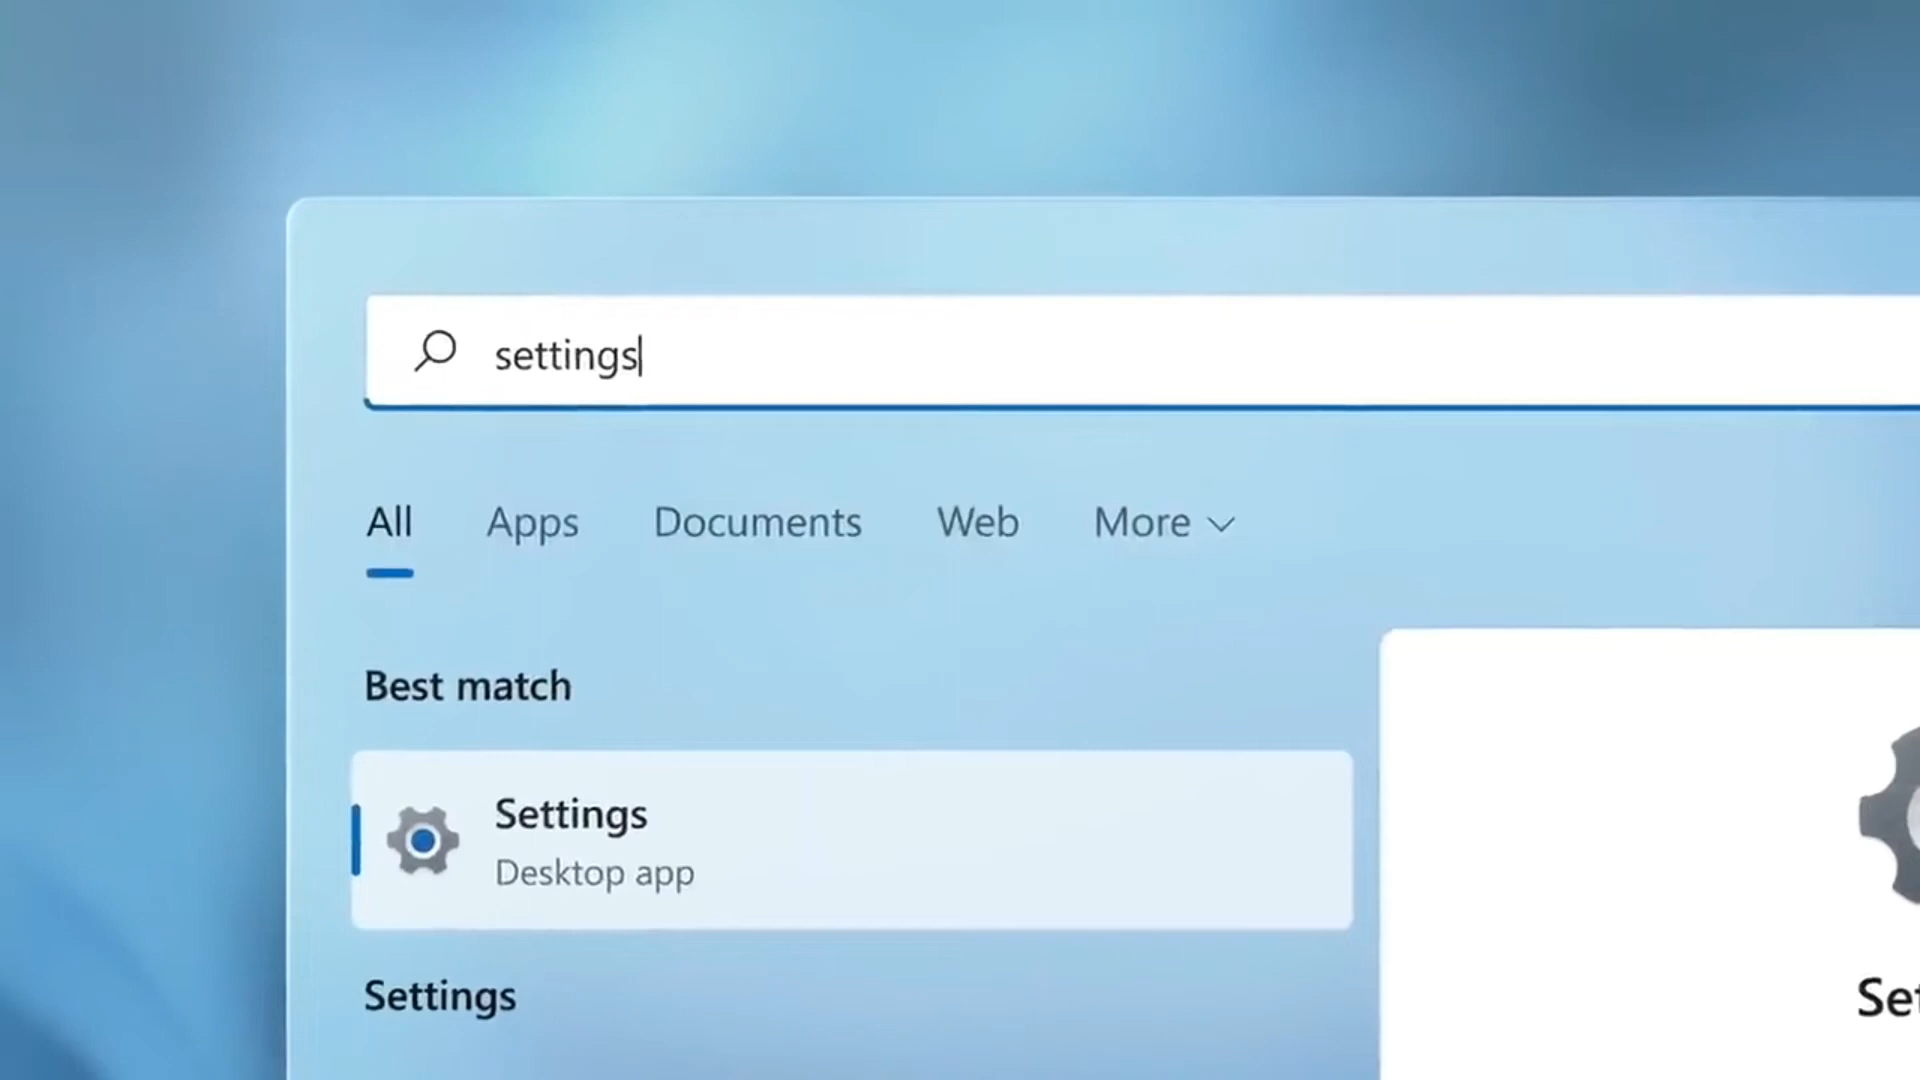 settings
All Apps Documents Web More
Best match
Settings
Desktop app
Settings